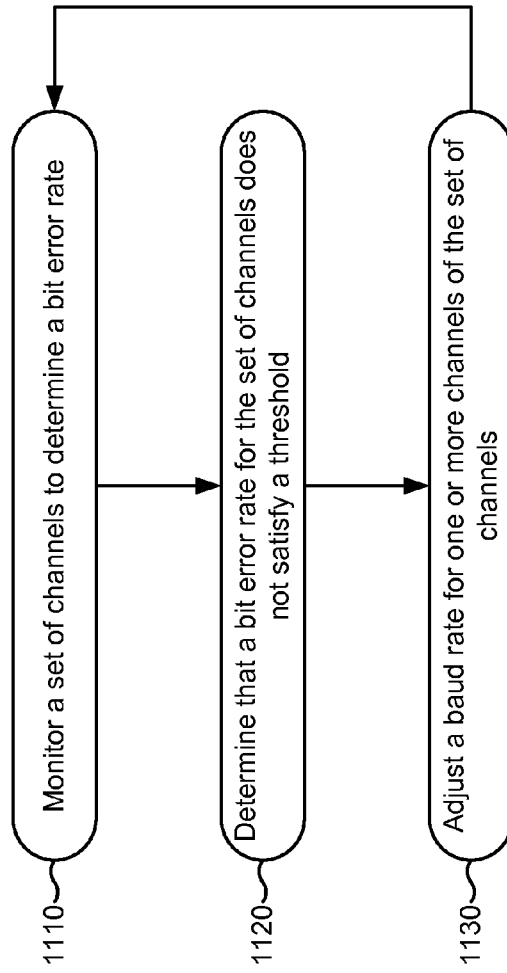 1110
Monitor a set of channels to determine a bit error rate
1120
Determine that a bit error rate for the set of channels does
not satisfy a threshold
1130
Adjust a baud rate for one or more channels of the set of
channels